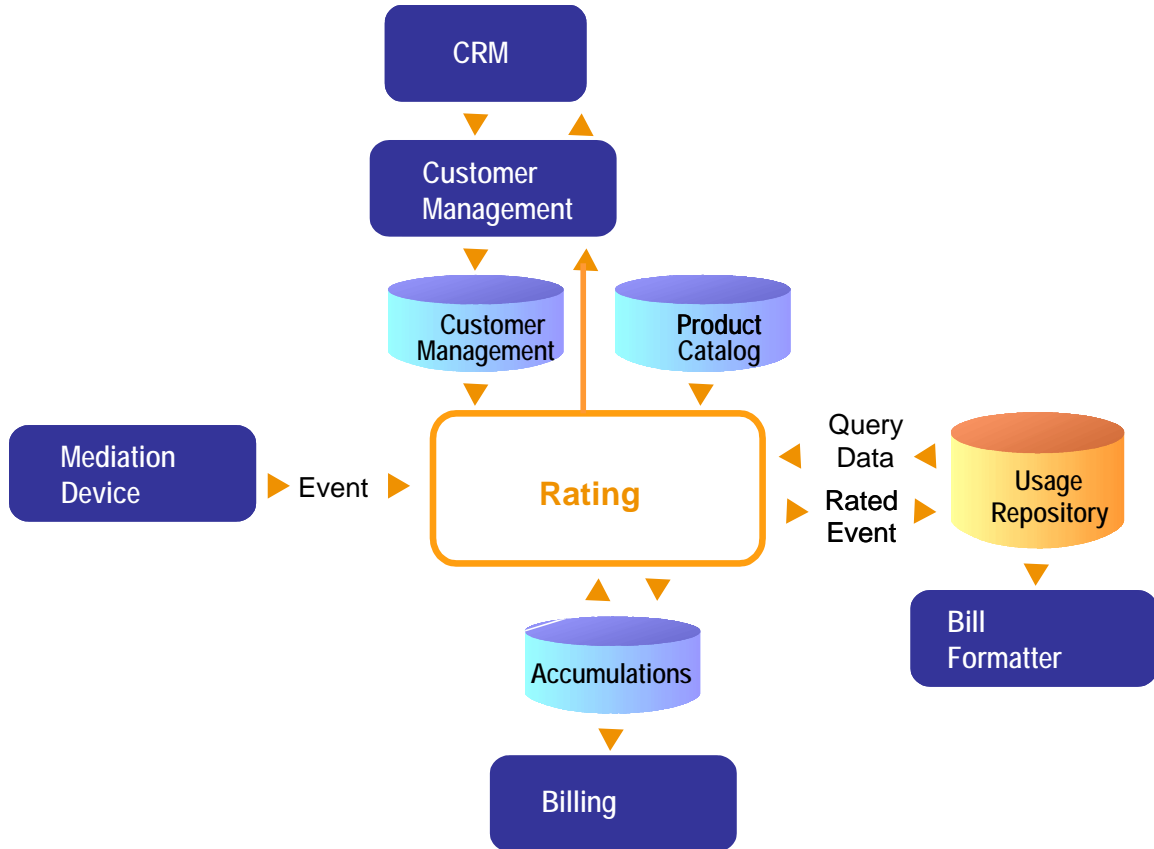 CRM
Customer
Management
Customer
Management
Product
Catalog
Mediation
Device
Event
Rating
Query
Data
Rated
Event
Usage
Repository
Bill
Formatter
Accumulations
Billing